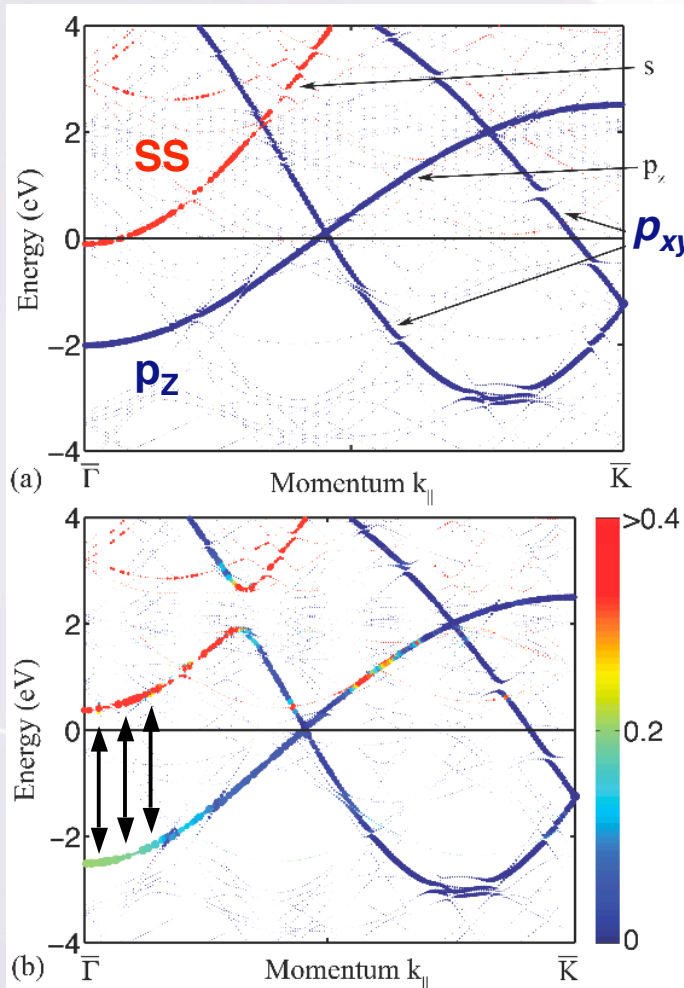 4
s
SS
2
p_z
Energy (eV)
0
p_xy
−2
p_z
−4
(a)
Γ̅
Momentum k_||
K̅
4
>0.4
2
Energy (eV)
0
0.2
−2
−4
0
(b)
Γ̅
Momentum k_||
K̅